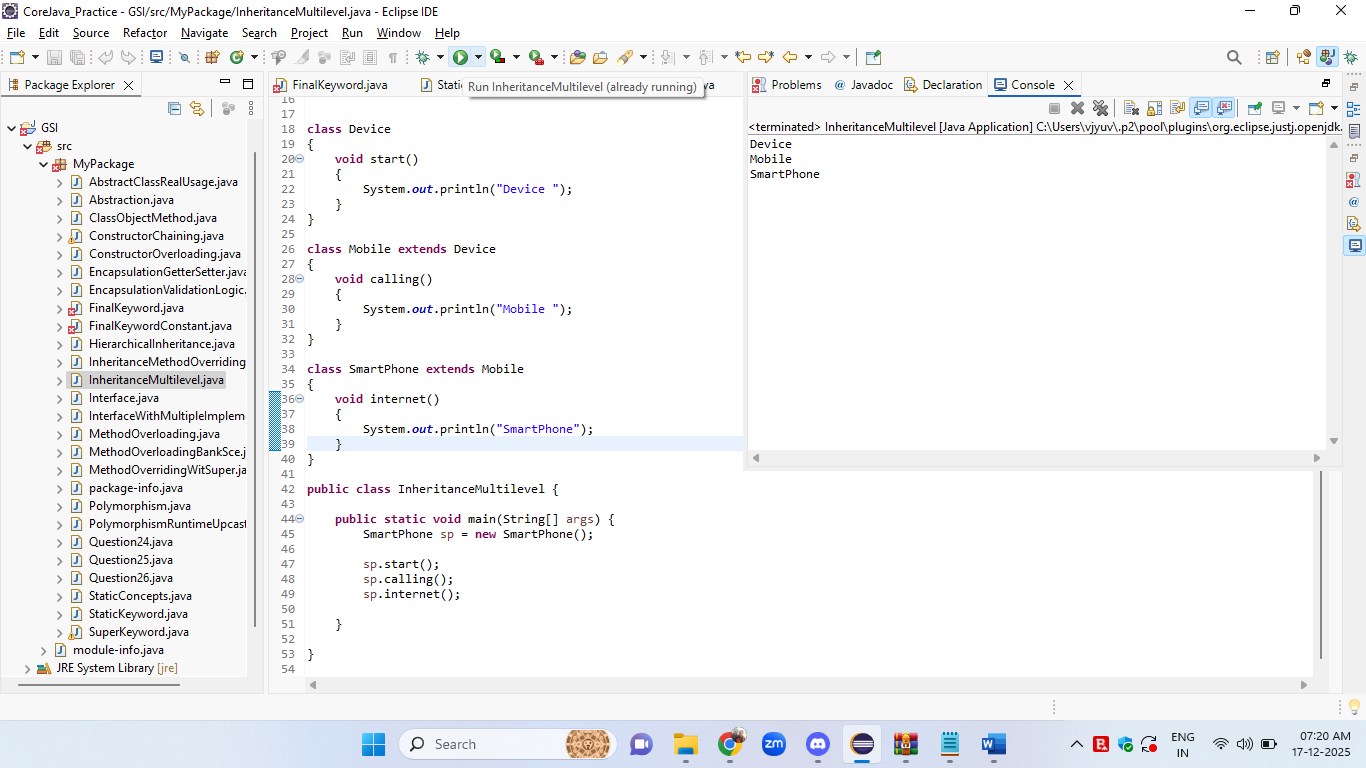 CoreJava_Practice - GSI/src/MyPackage/InheritanceMultilevel.java - Eclipse IDE
File Edit Source Refactor Navigate Search Project Run Window Help
Package Explorer
GSI
src
MyPackage
AbstractClassRealUsage.java
Abstraction.java
ClassObjectMethod.java
ConstructorChaining.java
ConstructorOverloading.java
EncapsulationGetterSetter.java
EncapsulationValidationLogic.
FinalKeyword.java
FinalKeywordConstant.java
HierarchicalInheritance.java
InheritanceMethodOverriding
InheritanceMultilevel.java
Interface.java
InterfaceWithMultipleImplem
MethodOverloading.java
MethodOverloadingBankSce.j
MethodOverridingWitSuper.ja
package-info.java
Polymorphism.java
PolymorphismRuntimeUpcast
Question24.java
Question25.java
Question26.java
StaticConcepts.java
StaticKeyword.java
SuperKeyword.java
module-info.java
JRE System Library [jre]
FinalKeyword.java Stati va
Run InheritanceMultilevel (already running)
16
17
18 class Device
19 {
20 void start()
21 {
22 System.out.println("Device ");
23 }
24 }
25
26 class Mobile extends Device
27 {
28 void calling()
29 {
30 System.out.println("Mobile ");
31 }
32 }
33
34 class SmartPhone extends Mobile
35 {
36 void internet()
37 {
38 System.out.println("SmartPhone");
39 }
40 }
41
42 public class InheritanceMultilevel {
43
44 public static void main(String[] args) {
45 SmartPhone sp = new SmartPhone();
46
47 sp.start();
48 sp.calling();
49 sp.internet();
50
51 }
52
53 }
54
Problems @ Javadoc Declaration Console
<terminated> InheritanceMultilevel [Java Application] C:\Users\vjyuv\.p2\pool\plugins\org.eclipse.justj.openjdk.
Device
Mobile
SmartPhone
Search
zm
W
ENG
IN
07:20 AM
17-12-2025